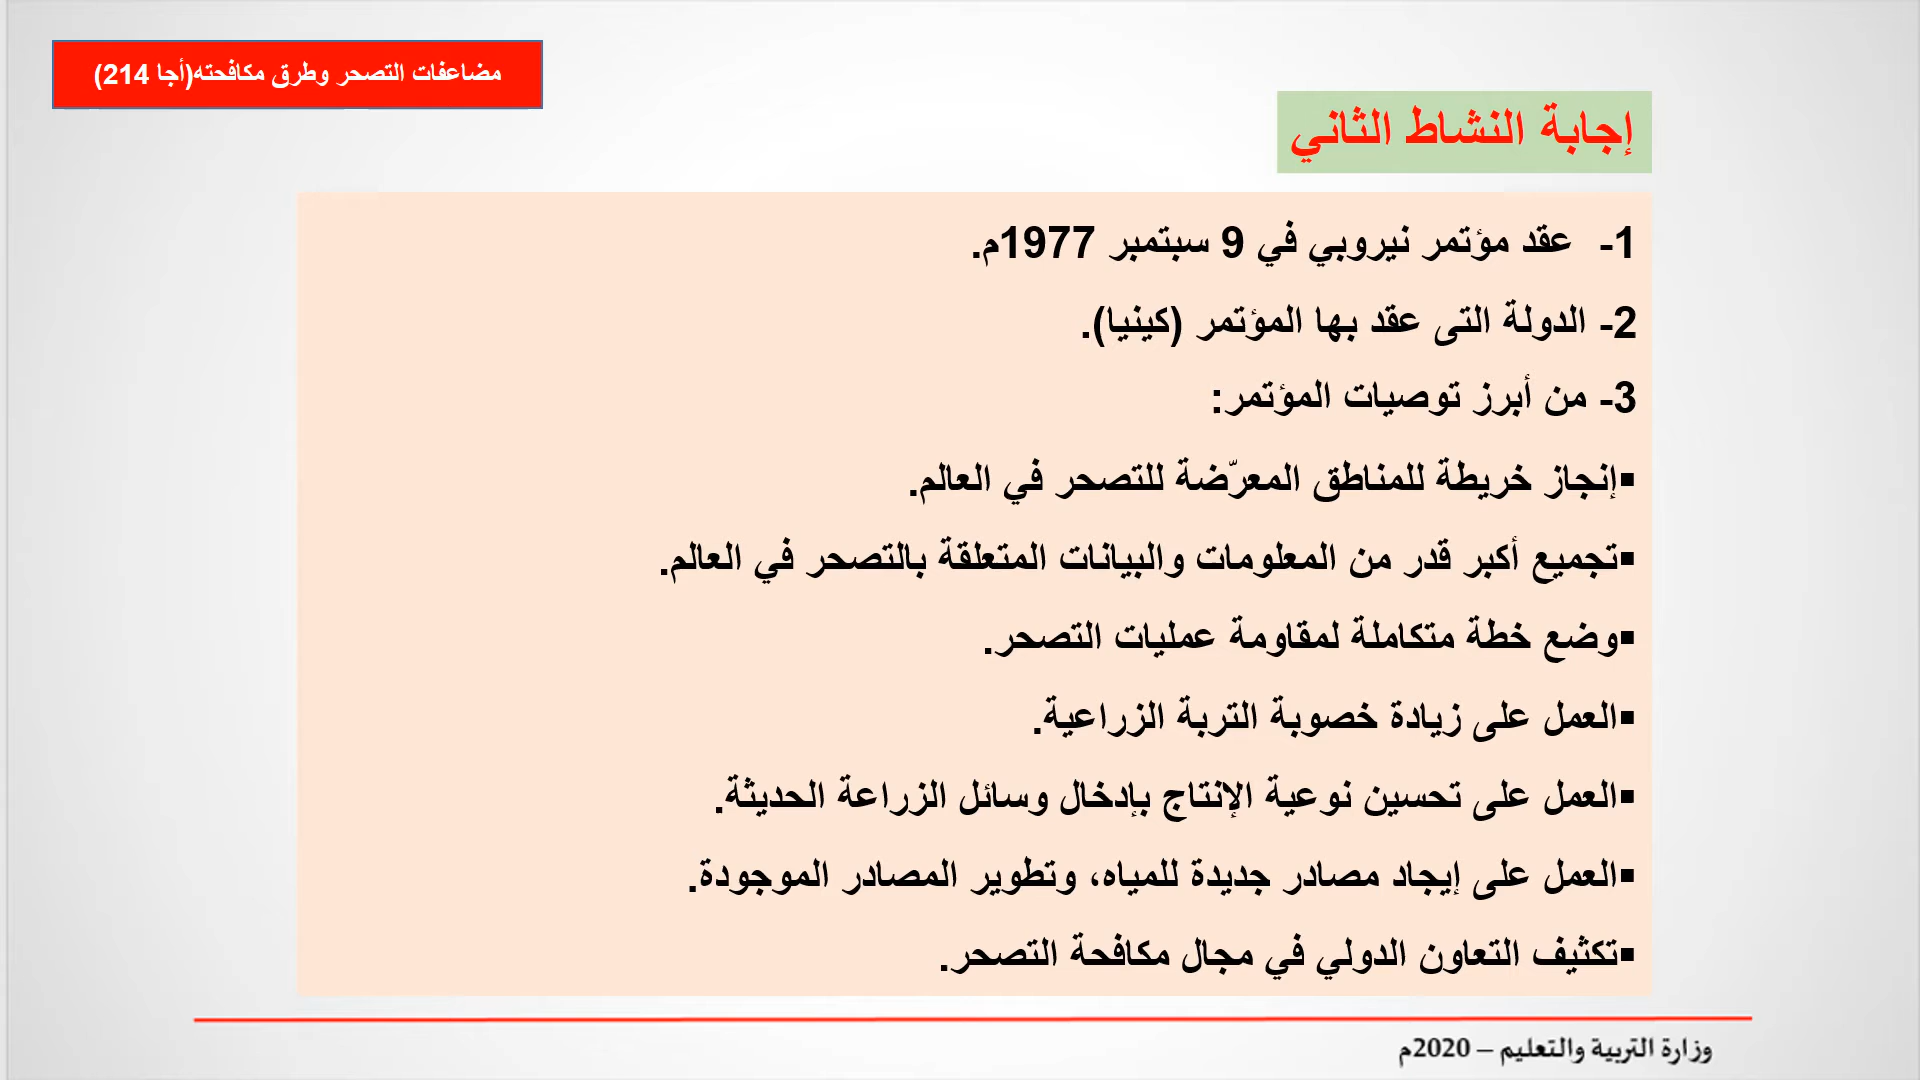 مضاعفات التصحر وطرق مكافحته(أجا 214)
إجابة النشاط الثاني
1- عقد مؤتمر نيروبي في 9 سبتمبر 1977م.
2- الدولة التى عقد بها المؤتمر (كينيا).
3- من أبرز توصيات المؤتمر:
▪إنجاز خريطة للمناطق المعرّضة للتصحر في العالم.
▪تجميع أكبر قدر من المعلومات والبيانات المتعلقة بالتصحر في العالم.
▪وضع خطة متكاملة لمقاومة عمليات التصحر.
▪العمل على زيادة خصوبة التربة الزراعية.
▪العمل على تحسين نوعية الإنتاج بإدخال وسائل الزراعة الحديثة.
▪العمل على إيجاد مصادر جديدة للمياه، وتطوير المصادر الموجودة.
▪تكثيف التعاون الدولي في مجال مكافحة التصحر.
وزارة التربية والتعليم – 2020م